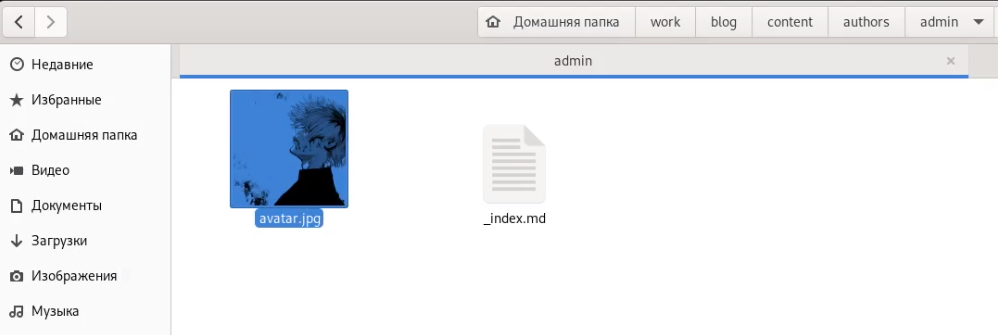 Домашняя папка work blog content authors admin
admin
Недавние
Избранные
Домашняя папка
Видео
Документы
Загрузки
Изображения
Музыка
avatar.jpg
_index.md